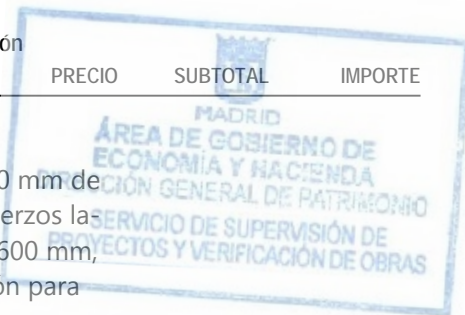 ón
PRECIO SUBTOTAL IMPORTE
MADRID
ÁREA DE GOBIERNO DE
ECONOMÍA Y HACIENDA
0 mm de
DIRECCIÓN GENERAL DE PATRIMONIO
erzos la-
SERVICIO DE SUPERVISIÓN DE
600 mm,
PROYECTOS Y VERIFICACIÓN DE OBRAS
ón para